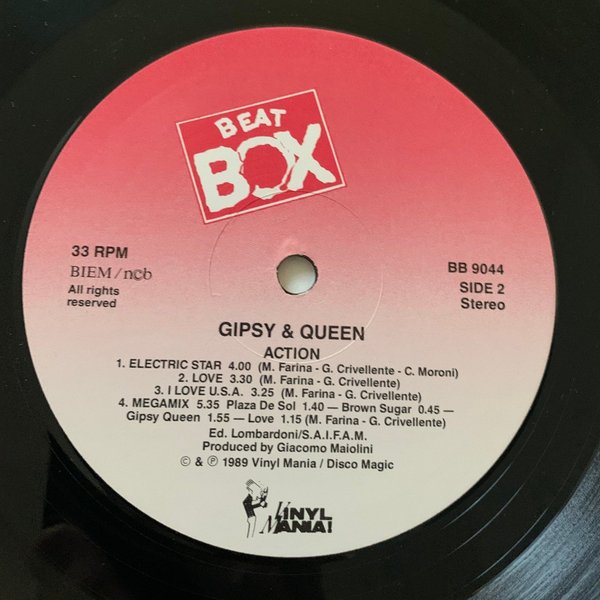 BEAT
BOX
33 RPM
BIEM/n©b
All rights
reserved
BB 9044
SIDE 2
Stereo
GIPSY & QUEEN
ACTION
1. ELECTRIC STAR 4.00 (M. Farina - G. Crivellente - C. Moroni)
2. LOVE 3.30 (M. Farina - G. Crivellente)
3. I LOVE U.S.A. 3.25 (M. Farina - G. Crivellente)
4. MEGAMIX 5.35 Plaza De Sol 1.40 — Brown Sugar 0.45 —
Gipsy Queen 1.55 — Love 1.15 (M. Farina - G. Crivellente)
Ed. Lombardoni/S.A.I.F.A.M.
Produced by Giacomo Maiolini
© & ℗ 1989 Vinyl Mania / Disco Magic
VINYL
MANIA!